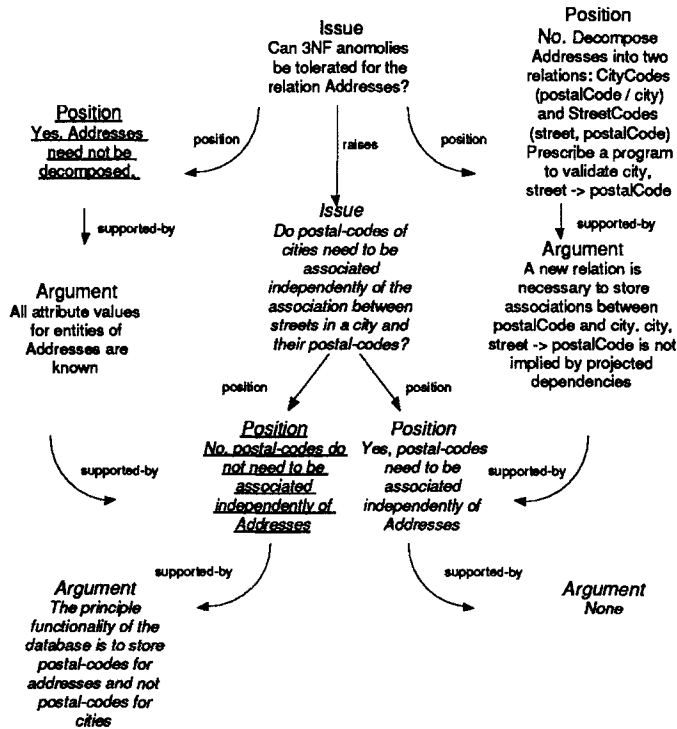 Issue
Can 3NF anomolies
be tolerated for the
relation Addresses?
Position
No. Decompose
Addresses into two
relations: CityCodes
(postalCode / city)
and StreetCodes
(street, postalCode)
Prescribe a program
to validate city,
street -> postalCode
Position
Yes, Addresses
need not be
decomposed.
position
raises
position
supported-by
supported-by
Issue
Do postal-codes of
cities need to be
associated
independently of the
association between
streets in a city and
their postal-codes?
Argument
All attribute values
for entities of
Addresses are
known
Argument
A new relation is
necessary to store
associations between
postalCode and city. city,
street -> postalCode is not
implied by projected
dependencies
position
position
Position
No, postal-codes do
not need to be
associated
independently of
Addresses
Position
Yes, postal-codes
need to be
associated
independently of
Addresses
supported-by
supported-by
supported-by
supported-by
Argument
The principle
functionality of the
database is to store
postal-codes for
addresses and not
postal-codes for
cities
Argument
None